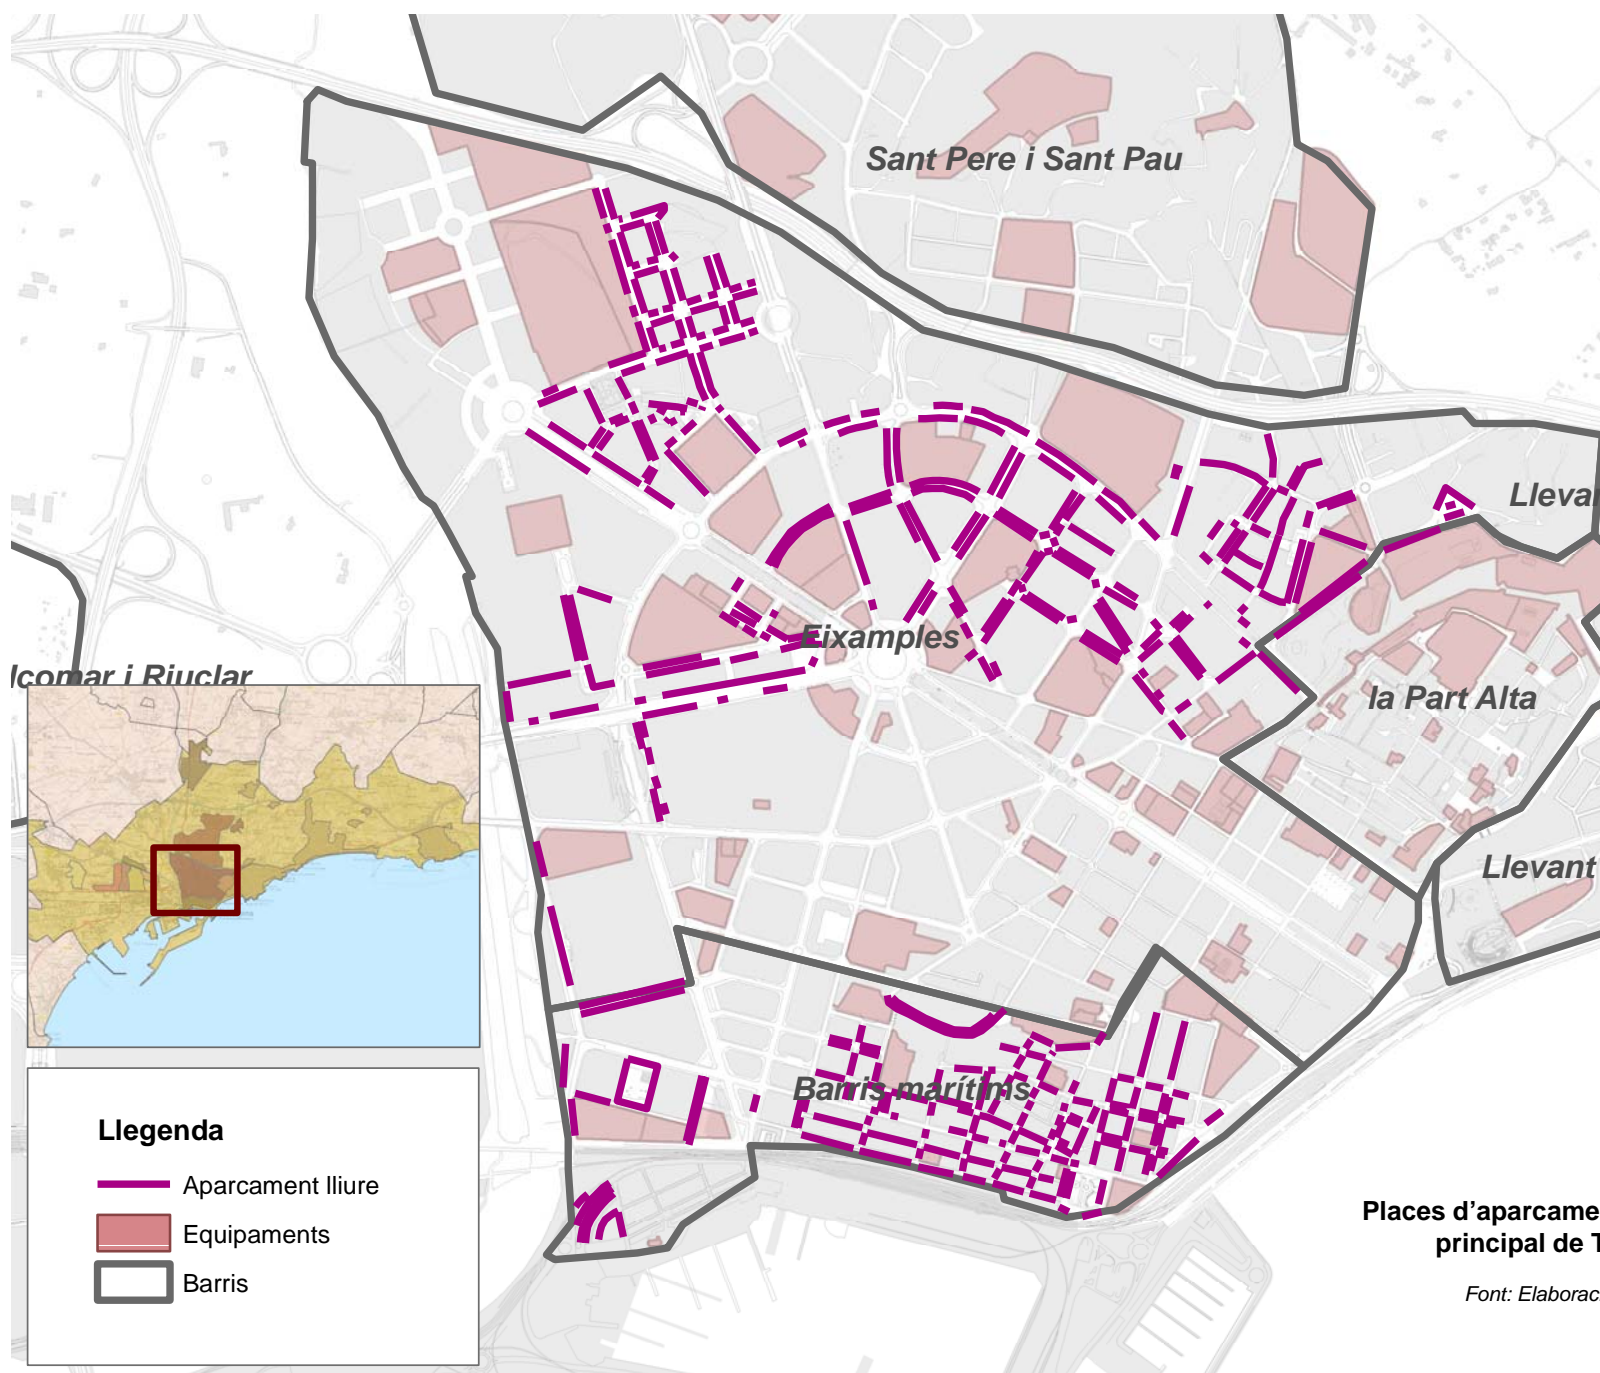 Sant Pere i Sant Pau
Lleva
Eixamples
lcomar i Riuclar
la Part Alta
Llevant
Barris marítims
Llegenda
Aparcament lliure
Equipaments
Barris
Places d'aparcame
principal de T
Font: Elaborac